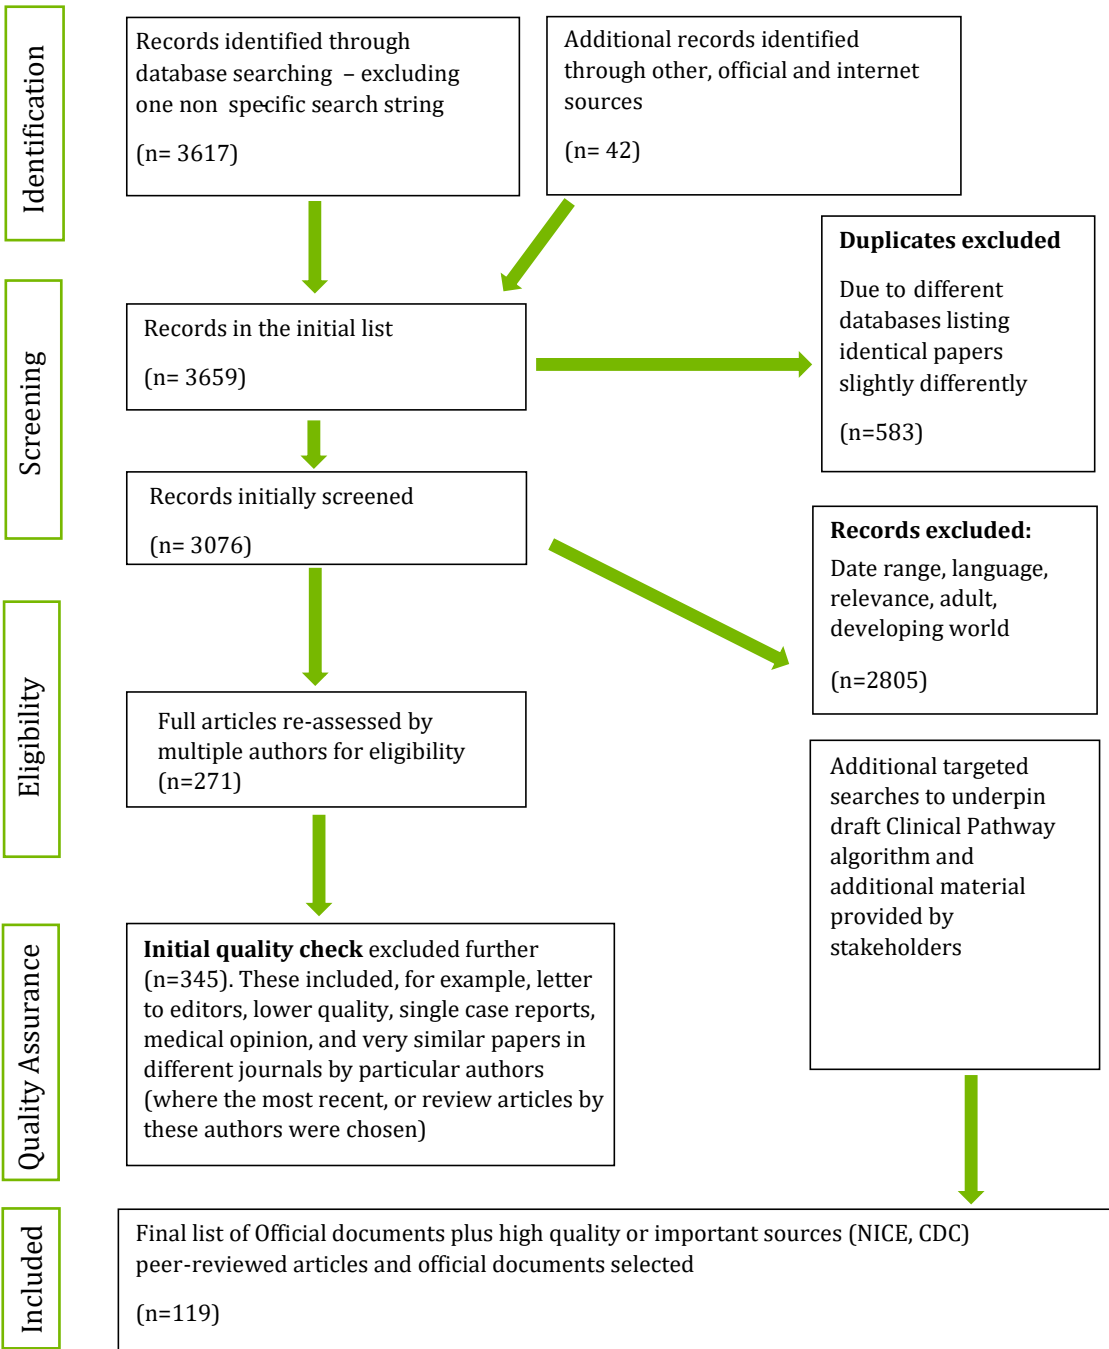 Identification
Records identified through
database searching – excluding
one non specific search string
(n= 3617)
Additional records identified
through other, official and internet
sources
(n= 42)
Duplicates excluded
Due to different
databases listing
identical papers
slightly differently
(n=583)
Screening
Records in the initial list
(n= 3659)
Records initially screened
(n= 3076)
Records excluded:
Date range, language,
relevance, adult,
developing world
(n=2805)
Eligibility
Full articles re-assessed by
multiple authors for eligibility
(n=271)
Additional targeted
searches to underpin
draft Clinical Pathway
algorithm and
additional material
provided by
stakeholders
Quality Assurance
Initial quality check excluded further
(n=345). These included, for example, letter
to editors, lower quality, single case reports,
medical opinion, and very similar papers in
different journals by particular authors
(where the most recent, or review articles by
these authors were chosen)
Included
Final list of Official documents plus high quality or important sources (NICE, CDC)
peer-reviewed articles and official documents selected
(n=119)